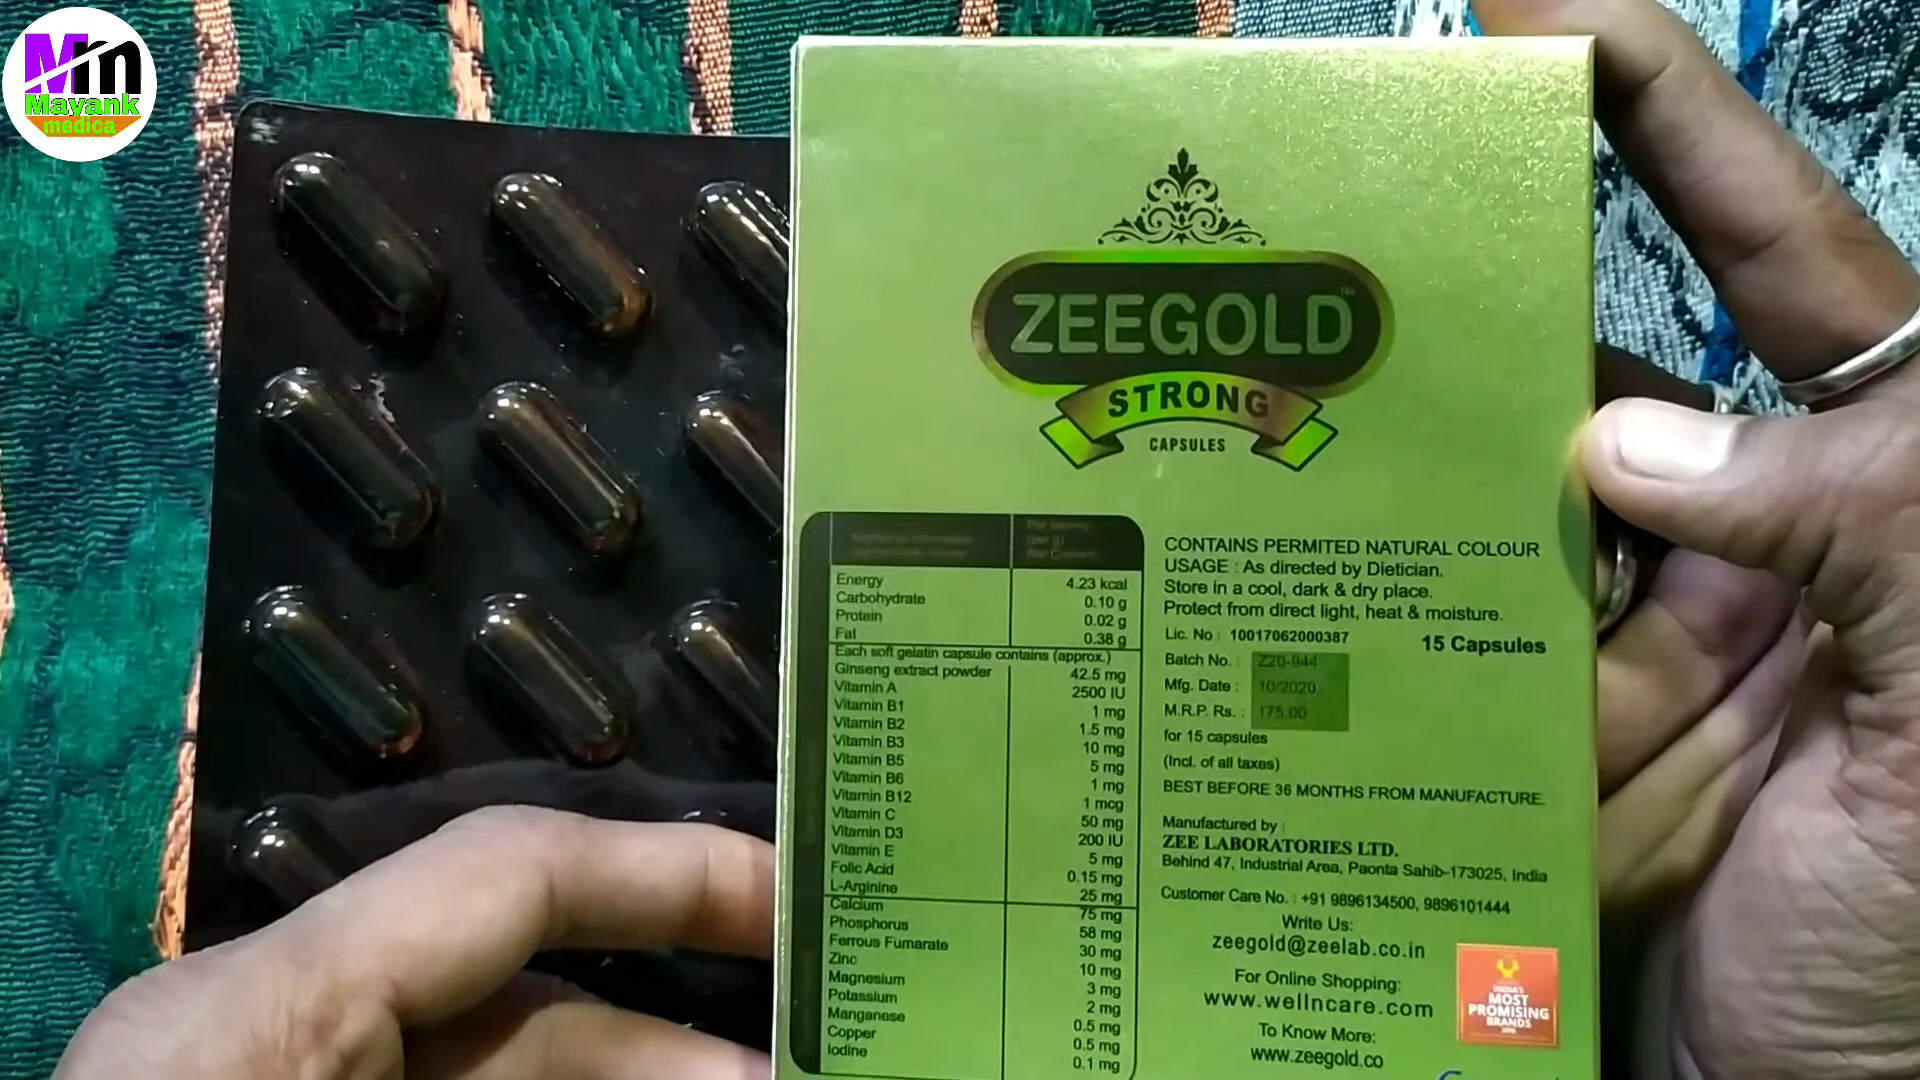 Mm
Mayank
medica
ZEEGOLD™
STRONG
CAPSULES
Energy 4.23 kcal
Carbohydrate 0.10 g
Protein 0.02 g
Fat 0.38 g
Each soft gelatin capsule contains (approx.)
Ginseng extract powder 42.5 mg
Vitamin A 2500 IU
Vitamin B1 1 mg
Vitamin B2 1.5 mg
Vitamin B3 10 mg
Vitamin B5 5 mg
Vitamin B6 1 mg
Vitamin B12 1 mcg
Vitamin C 50 mg
Vitamin D3 200 IU
Vitamin E 5 mg
Folic Acid 0.15 mg
L-Arginine 25 mg
Calcium 75 mg
Phosphorus 58 mg
Ferrous Fumarate 30 mg
Zinc 10 mg
Magnesium 3 mg
Potassium 2 mg
Manganese 0.5 mg
Copper 0.5 mg
Iodine 0.1 mg
CONTAINS PERMITED NATURAL COLOUR
USAGE : As directed by Dietician.
Store in a cool, dark & dry place.
Protect from direct light, heat & moisture.
Lic. No : 10017062000387
15 Capsules
Batch No. : Z20-944
Mfg. Date : 10/2020
M.R.P. Rs. : 175.00
for 15 capsules
(Incl. of all taxes)
BEST BEFORE 36 MONTHS FROM MANUFACTURE.
Manufactured by :
ZEE LABORATORIES LTD.
Behind 47, Industrial Area, Paonta Sahib-173025, India
Customer Care No. : +91 9896134500, 9896101444
Write Us:
zeegold@zeelab.co.in
For Online Shopping:
www.wellncare.com
To Know More:
www.zeegold.co
INDIA'S
MOST
PROMISING
BRANDS